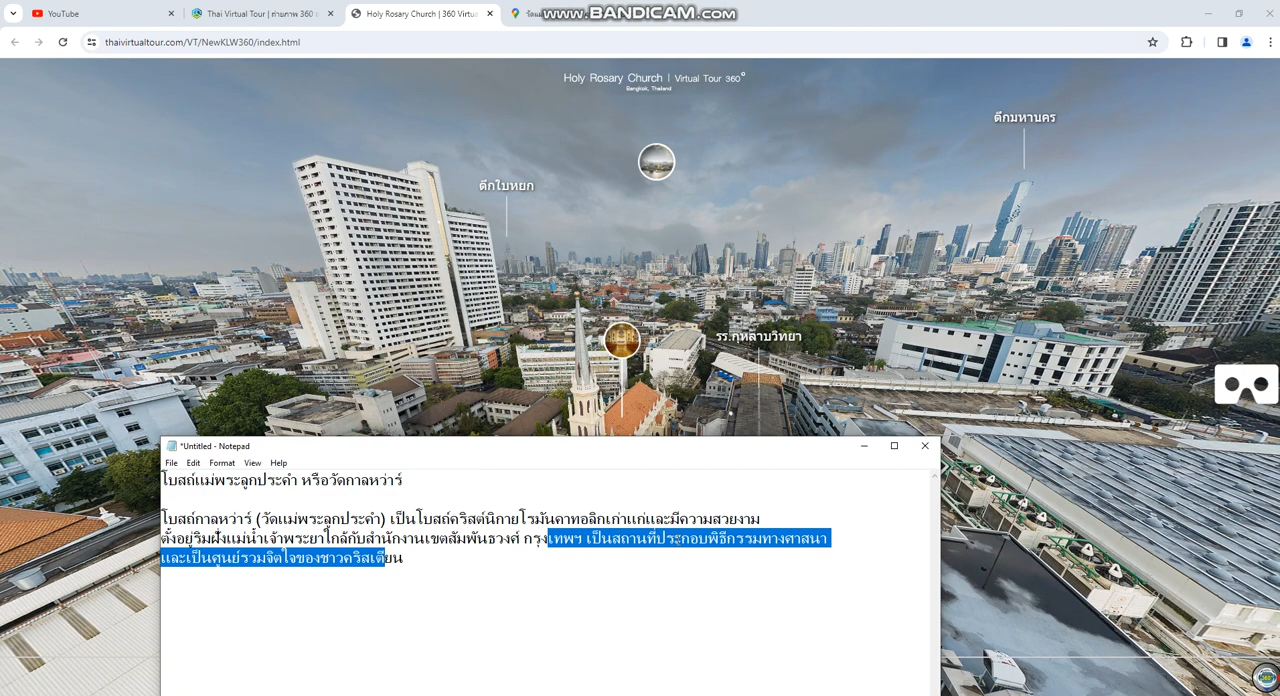 www.BANDICAM.com
YouTube
Thai Virtual Tour | ถ่ายภาพ 360 อ
Holy Rosary Church | 360 Virtua
thaivirtualtour.com/VT/NewKLW360/index.html
Holy Rosary Church | Virtual Tour 360°
Bangkok, Thailand
ตึกมหานคร
ตึกใบหยก
รร.กุหลาบวิทยา
*Untitled - Notepad
File Edit Format View Help
โบสถ์แม่พระลูกประคำ หรือวัดกาลหว่าร์
โบสถ์กาลหว่าร์ (วัดแม่พระลูกประคำ) เป็นโบสถ์คริสต์นิกายโรมันคาทอลิกเก่าแก่และมีความสวยงาม
ตั้งอยู่ริมฝั่งแม่น้ำเจ้าพระยาใกล้กับสำนักงานเขตสัมพันธวงศ์ กรุงเทพฯ เป็นสถานที่ประกอบพิธีกรรมทางศาสนา
และเป็นศูนย์รวมจิตใจของชาวคริสเตียน
360°